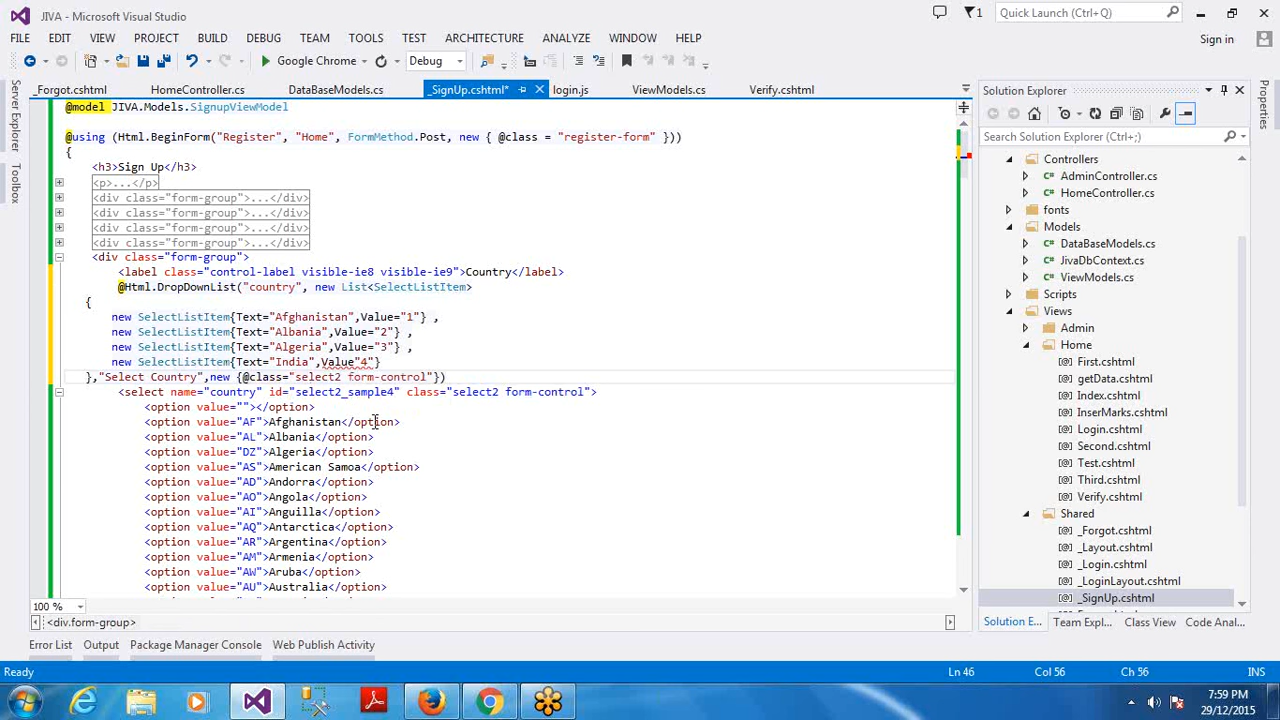 JIVA - Microsoft Visual Studio
1
Quick Launch (Ctrl+Q)
FILE EDIT VIEW PROJECT BUILD DEBUG TEAM TOOLS TEST ARCHITECTURE ANALYZE WINDOW HELP
Sign in
Google Chrome Debug
Server Explorer
Toolbox
_Forgot.cshtml HomeController.cs DataBaseModels.cs _SignUp.cshtml* login.js ViewModels.cs Verify.cshtml
@model JIVA.Models.SignupViewModel
@using (Html.BeginForm("Register", "Home", FormMethod.Post, new { @class = "register-form" }))
{
<h3>Sign Up</h3>
<p>...</p>
<div class="form-group">...</div>
<div class="form-group">...</div>
<div class="form-group">...</div>
<div class="form-group">...</div>
<div class="form-group">
<label class="control-label visible-ie8 visible-ie9">Country</label>
@Html.DropDownList("country", new List<SelectListItem>
{
new SelectListItem{Text="Afghanistan",Value="1"} ,
new SelectListItem{Text="Albania",Value="2"} ,
new SelectListItem{Text="Algeria",Value="3"} ,
new SelectListItem{Text="India",Value"4"}
},"Select Country",new {@class="select2 form-control"})
<select name="country" id="select2_sample4" class="select2 form-control">
<option value=""></option>
<option value="AF">Afghanistan</option>
<option value="AL">Albania</option>
<option value="DZ">Algeria</option>
<option value="AS">American Samoa</option>
<option value="AD">Andorra</option>
<option value="AO">Angola</option>
<option value="AI">Anguilla</option>
<option value="AQ">Antarctica</option>
<option value="AR">Argentina</option>
<option value="AM">Armenia</option>
<option value="AW">Aruba</option>
<option value="AU">Australia</option>
100 %
<div.form-group>
Solution Explorer
Search Solution Explorer (Ctrl+;)
Controllers
AdminController.cs
HomeController.cs
fonts
Models
DataBaseModels.cs
JivaDbContext.cs
ViewModels.cs
Scripts
Views
Admin
Home
First.cshtml
getData.cshtml
Index.cshtml
InserMarks.cshtml
Login.cshtml
Second.cshtml
Test.cshtml
Third.cshtml
Verify.cshtml
Shared
_Forgot.cshtml
_Layout.cshtml
_Login.cshtml
_LoginLayout.cshtml
_SignUp.cshtml
Solution E... Team Expl... Class View Code Anal...
Properties
Error List Output Package Manager Console Web Publish Activity
Ready Ln 46 Col 56 Ch 56 INS
7:59 PM
29/12/2015